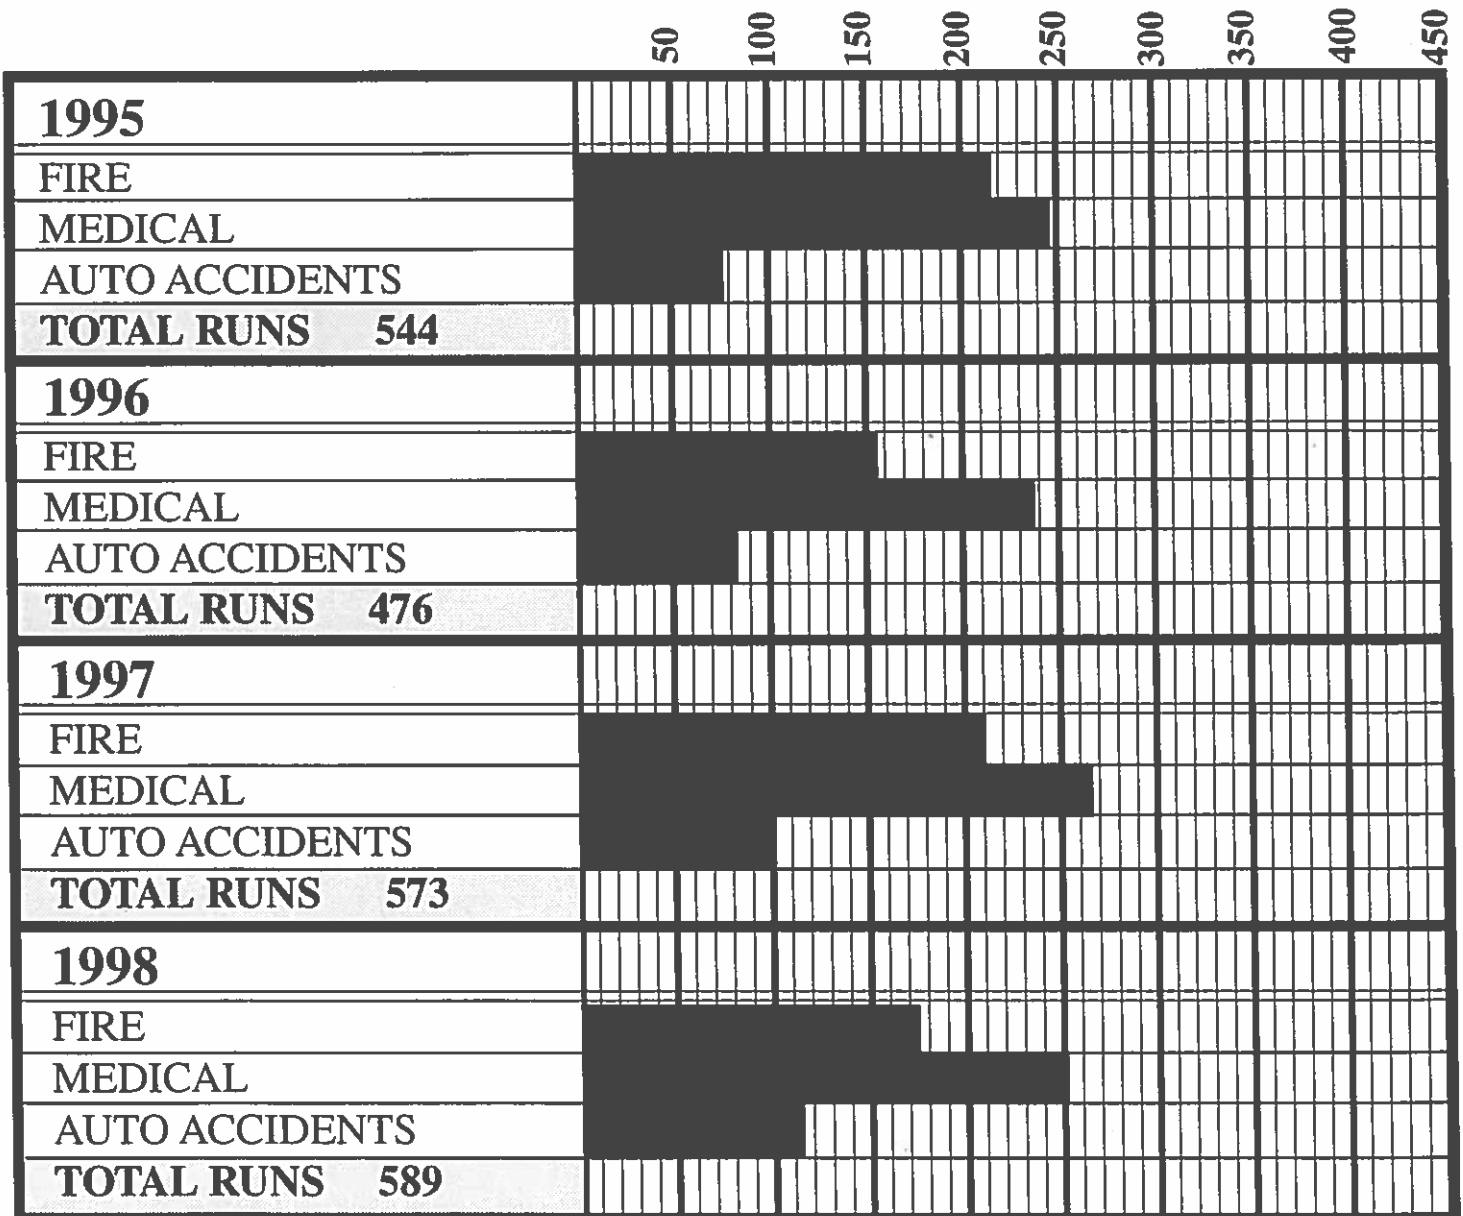 50 100 150 200 250 300 350 400 450
1995
FIRE
MEDICAL
AUTO ACCIDENTS
TOTAL RUNS 544
1996
FIRE
MEDICAL
AUTO ACCIDENTS
TOTAL RUNS 476
1997
FIRE
MEDICAL
AUTO ACCIDENTS
TOTAL RUNS 573
1998
FIRE
MEDICAL
AUTO ACCIDENTS
TOTAL RUNS 589